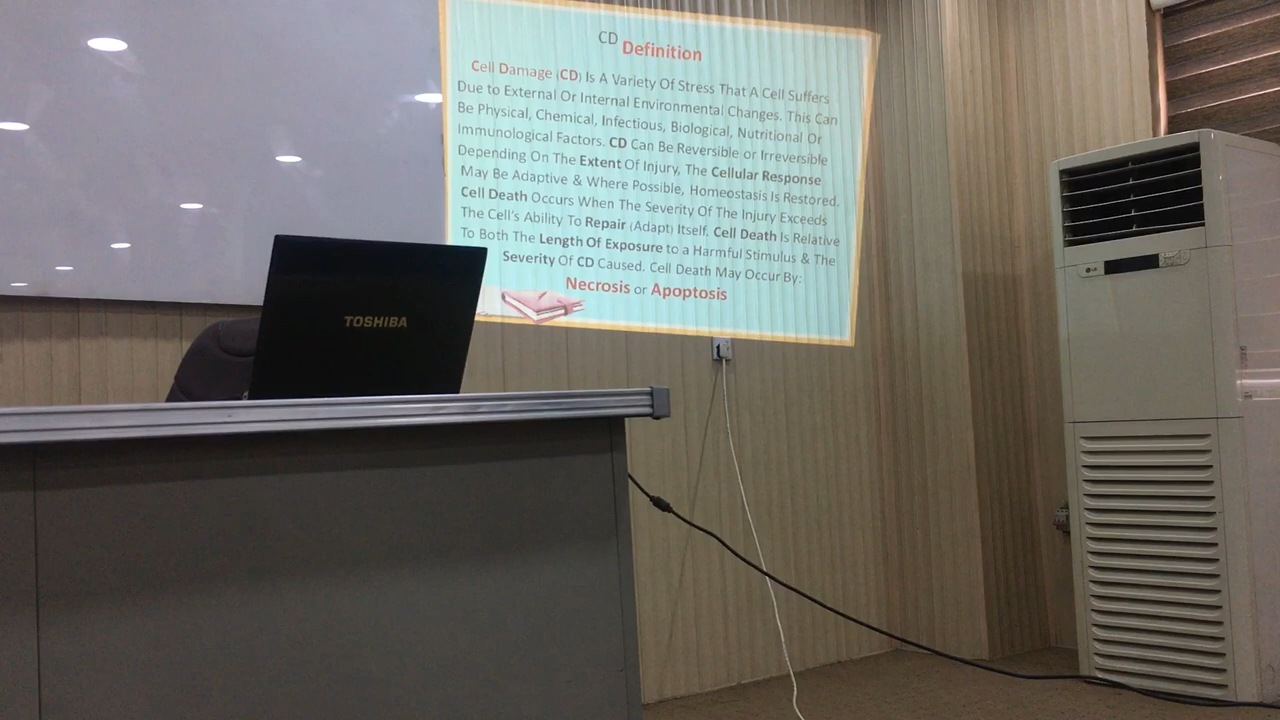 CD Definition
Cell Damage (CD) Is A Variety Of Stress That A Cell Suffers
Due to External Or Internal Environmental Changes. This Can
Be Physical, Chemical, Infectious, Biological, Nutritional Or
Immunological Factors. CD Can Be Reversible or Irreversible
Depending On The Extent Of Injury, The Cellular Response
May Be Adaptive & Where Possible, Homeostasis Is Restored.
Cell Death Occurs When The Severity Of The Injury Exceeds
The Cell's Ability To Repair (Adapt) Itself. Cell Death Is Relative
To Both The Length Of Exposure to a Harmful Stimulus & The
Severity Of CD Caused. Cell Death May Occur By:
Necrosis or Apoptosis
TOSHIBA
LG